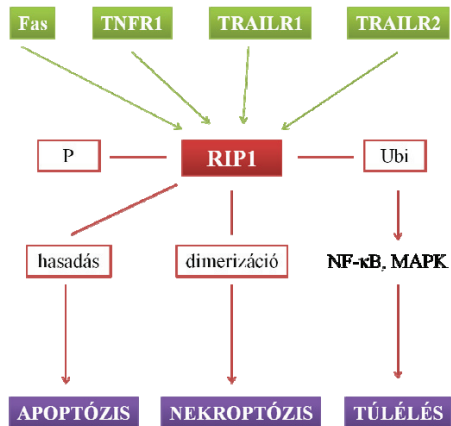 Fas TNFR1 TRAILR1 TRAILR2
P RIP1 Ubi
hasadás dimerizáció NF-κB, MAPK
APOPTÓZIS NEKROPTÓZIS TÚLÉLÉS